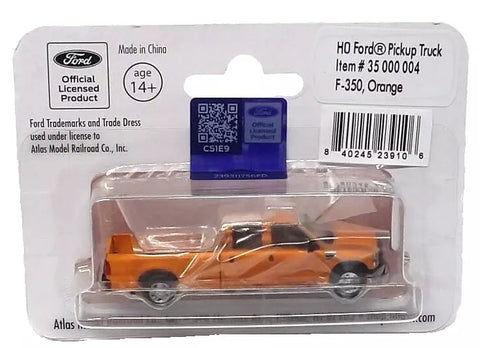 Ford
Official
Licensed
Product
Made in China
age
14+
Ford Trademarks and Trade Dress
used under license to
Atlas Model Railroad Co., Inc.
Ford
Official
Licensed
Product
C51E9
HO Ford® Pickup Truck
Item # 35 000 004
F-350, Orange
8 40245 23910 6